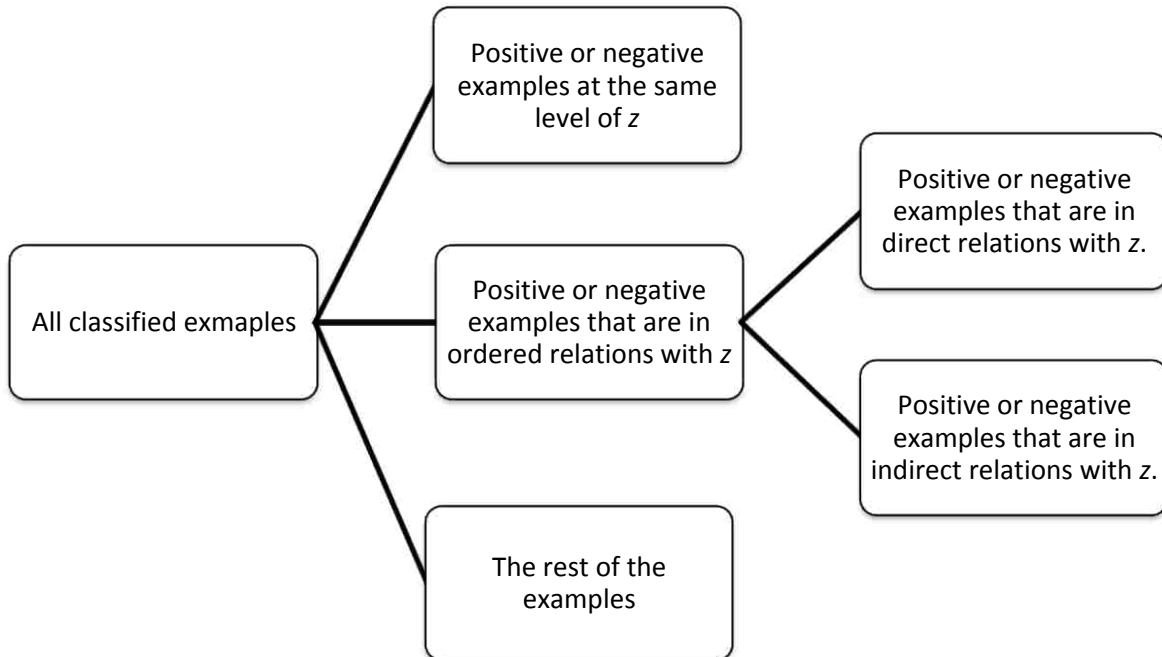 Positive or negative
examples at the same
level of z
Positive or negative
examples that are in
direct relations with z.
All classified exmaples
Positive or negative
examples that are in
ordered relations with z
Positive or negative
examples that are in
indirect relations with z.
The rest of the
examples